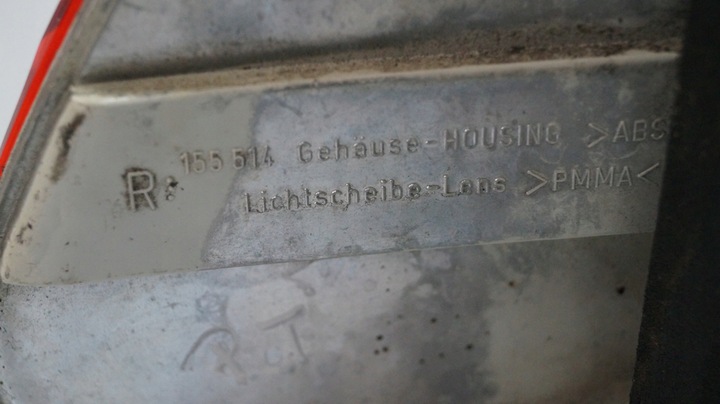 R: 155 514 Gehäuse-HOUSING >ABS
Lichtscheibe-Lens >PMMA<